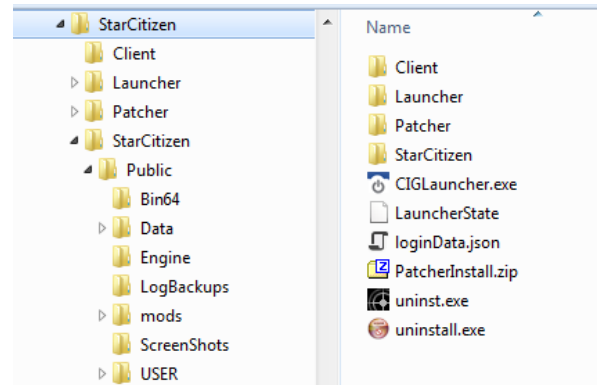 StarCitizen
Client
Launcher
Patcher
StarCitizen
Public
Bin64
Data
Engine
LogBackups
mods
ScreenShots
USER
Name
Client
Launcher
Patcher
StarCitizen
CIGLauncher.exe
LauncherState
loginData.json
PatcherInstall.zip
uninst.exe
uninstall.exe